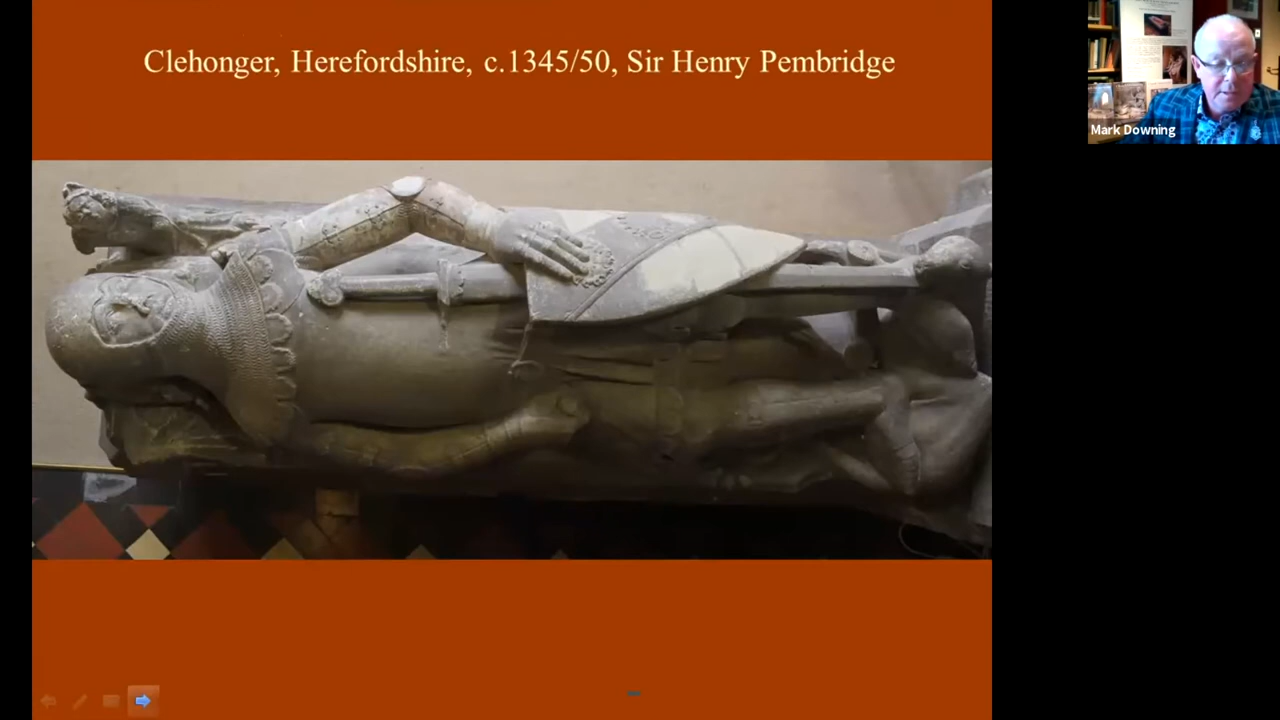 Clehonger, Herefordshire, c.1345/50, Sir Henry Pembridge
Mark Downing